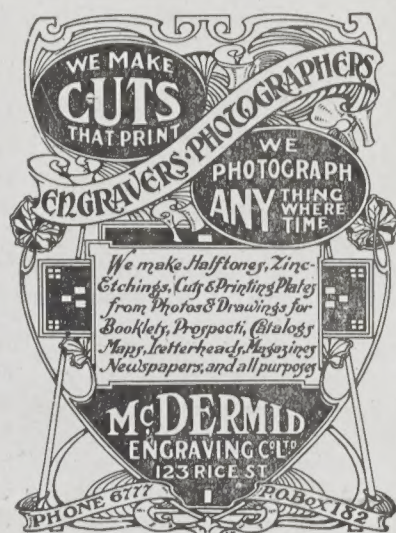 WE MAKE
CUTS
THAT PRINT
ENGRAVERS·PHOTOGRAPHERS
WE
PHOTOGRAPH
ANY THING
WHERE
TIME
We make Halftones, Zinc-
Etchings, Cuts & Printing Plates
from Photos & Drawings for
Booklets, Prospecti, Catalogs
Maps, Letterheads, Magazines
Newspapers, and all purposes
McDERMID
ENGRAVING Co LTD
123 RICE ST
PHONE 6777
P.O. Box 182